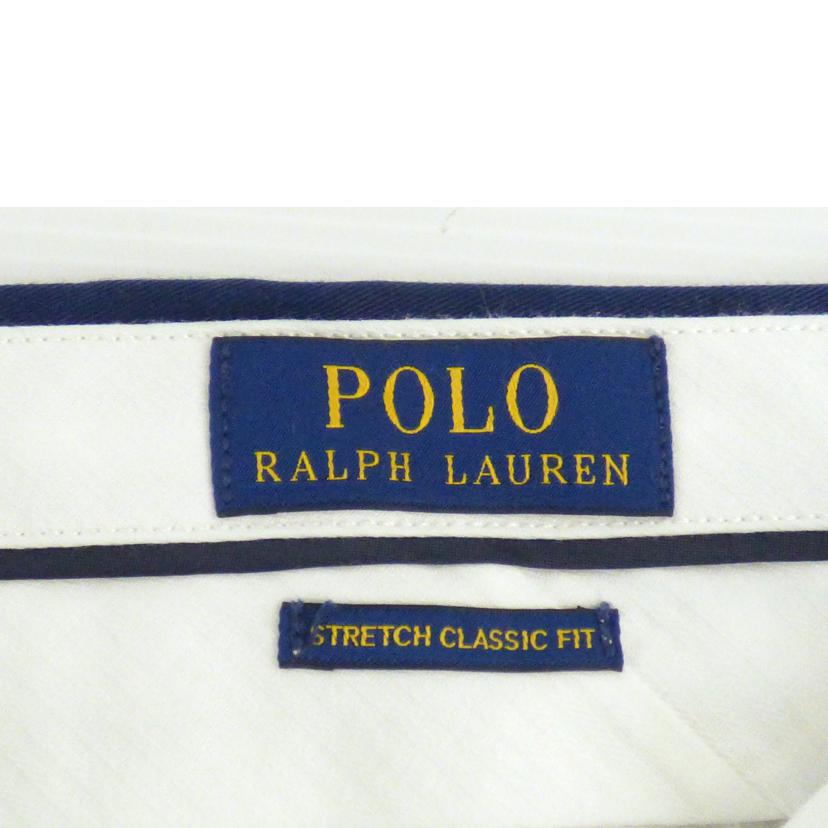 POLO
RALPH LAUREN
STRETCH CLASSIC FIT